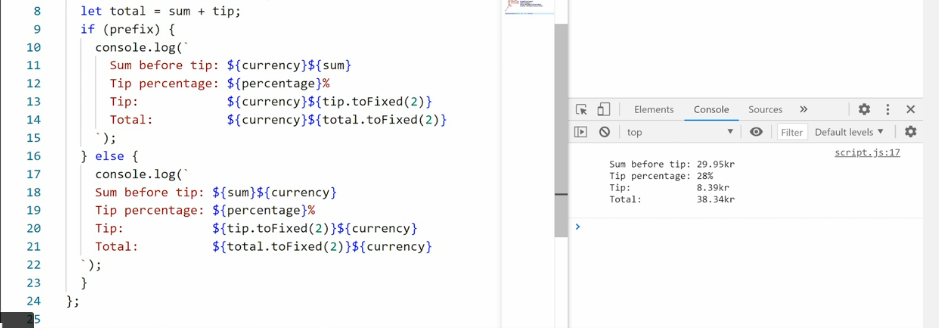 8 let total = sum + tip;
9 if (prefix) {
10 console.log(`
11 Sum before tip: ${currency}${sum}
12 Tip percentage: ${percentage}%
13 Tip: ${currency}${tip.toFixed(2)}
14 Total: ${currency}${total.toFixed(2)}
15 `);
16 } else {
17 console.log(`
18 Sum before tip: ${sum}${currency}
19 Tip percentage: ${percentage}%
20 Tip: ${tip.toFixed(2)}${currency}
21 Total: ${total.toFixed(2)}${currency}
22 `);
23 }
24 };
25
Elements Console Sources »
top Filter Default levels ▼
script.js:17
Sum before tip: 29.95kr
Tip percentage: 28%
Tip: 8.39kr
Total: 38.34kr
>